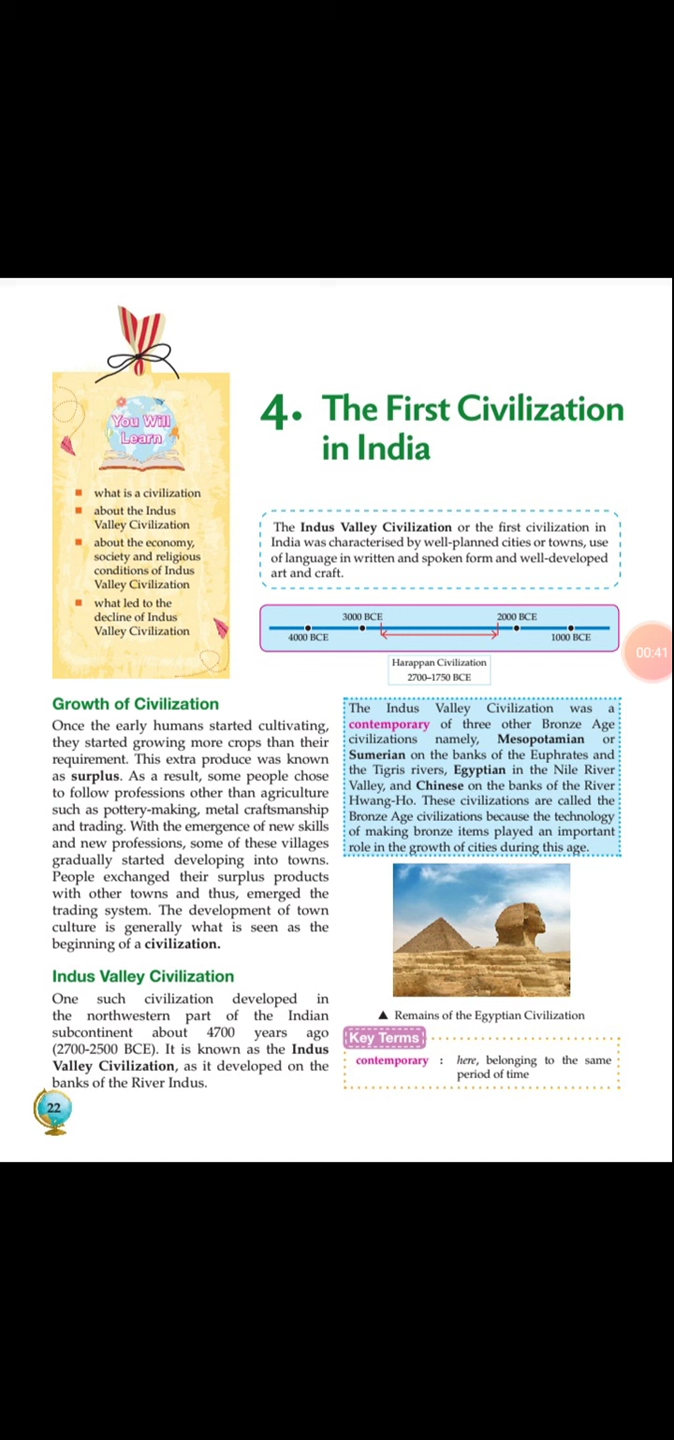 You Will
Learn
what is a civilization
about the Indus
Valley Civilization
about the economy,
society and religious
conditions of Indus
Valley Civilization
what led to the
decline of Indus
Valley Civilization
4. The First Civilization
in India
The Indus Valley Civilization or the first civilization in
India was characterised by well-planned cities or towns, use
of language in written and spoken form and well-developed
art and craft.
3000 BCE
2000 BCE
4000 BCE
1000 BCE
Harappan Civilization
2700–1750 BCE
00:41
Growth of Civilization
Once the early humans started cultivating,
they started growing more crops than their
requirement. This extra produce was known
as surplus. As a result, some people chose
to follow professions other than agriculture
such as pottery-making, metal craftsmanship
and trading. With the emergence of new skills
and new professions, some of these villages
gradually started developing into towns.
People exchanged their surplus products
with other towns and thus, emerged the
trading system. The development of town
culture is generally what is seen as the
beginning of a civilization.
Indus Valley Civilization
One such civilization developed in
the northwestern part of the Indian
subcontinent about 4700 years ago
(2700-2500 BCE). It is known as the Indus
Valley Civilization, as it developed on the
banks of the River Indus.
The Indus Valley Civilization was a
contemporary of three other Bronze Age
civilizations namely, Mesopotamian or
Sumerian on the banks of the Euphrates and
the Tigris rivers, Egyptian in the Nile River
Valley, and Chinese on the banks of the River
Hwang-Ho. These civilizations are called the
Bronze Age civilizations because the technology
of making bronze items played an important
role in the growth of cities during this age.
▲ Remains of the Egyptian Civilization
Key Terms
contemporary : here, belonging to the same
period of time
22